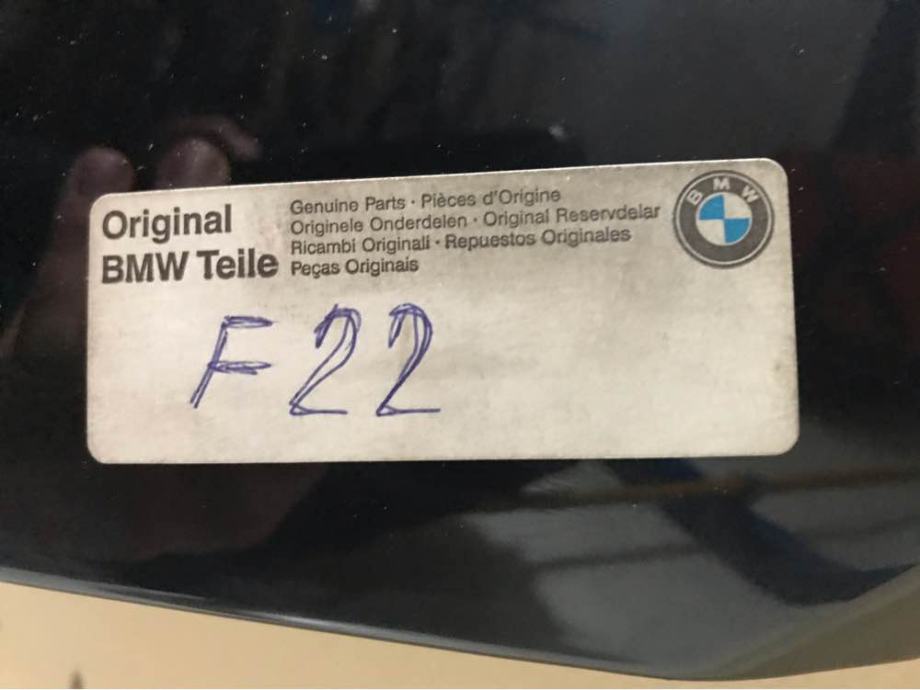 Original
BMW Teile
Genuine Parts · Pièces d'Origine
Originele Onderdelen · Original Reservdelar
Ricambi Originali · Repuestos Originales
Peças Originais
BMW
F22